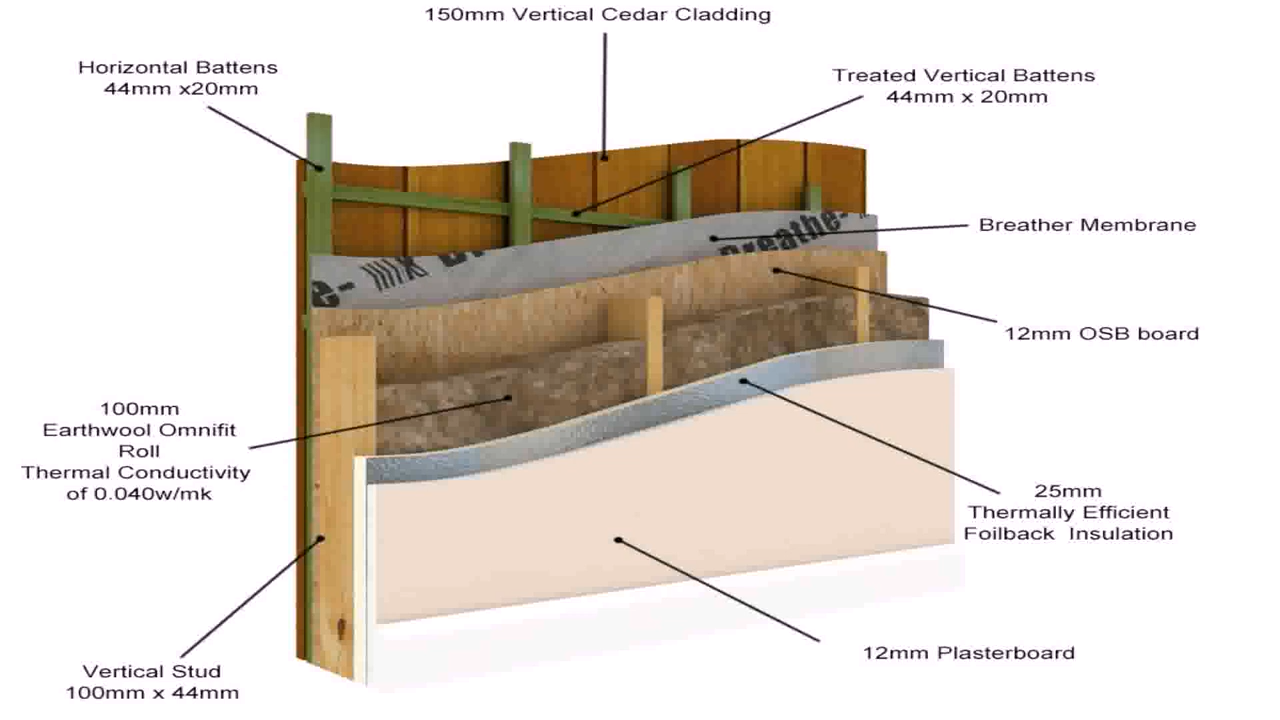 150mm Vertical Cedar Cladding
Horizontal Battens
44mm x20mm
Treated Vertical Battens
44mm x 20mm
Breather Membrane
Breathe-
12mm OSB board
100mm
Earthwool Omnifit
Roll
Thermal Conductivity
of 0.040w/mk
25mm
Thermally Efficient
Foilback Insulation
12mm Plasterboard
Vertical Stud
100mm x 44mm